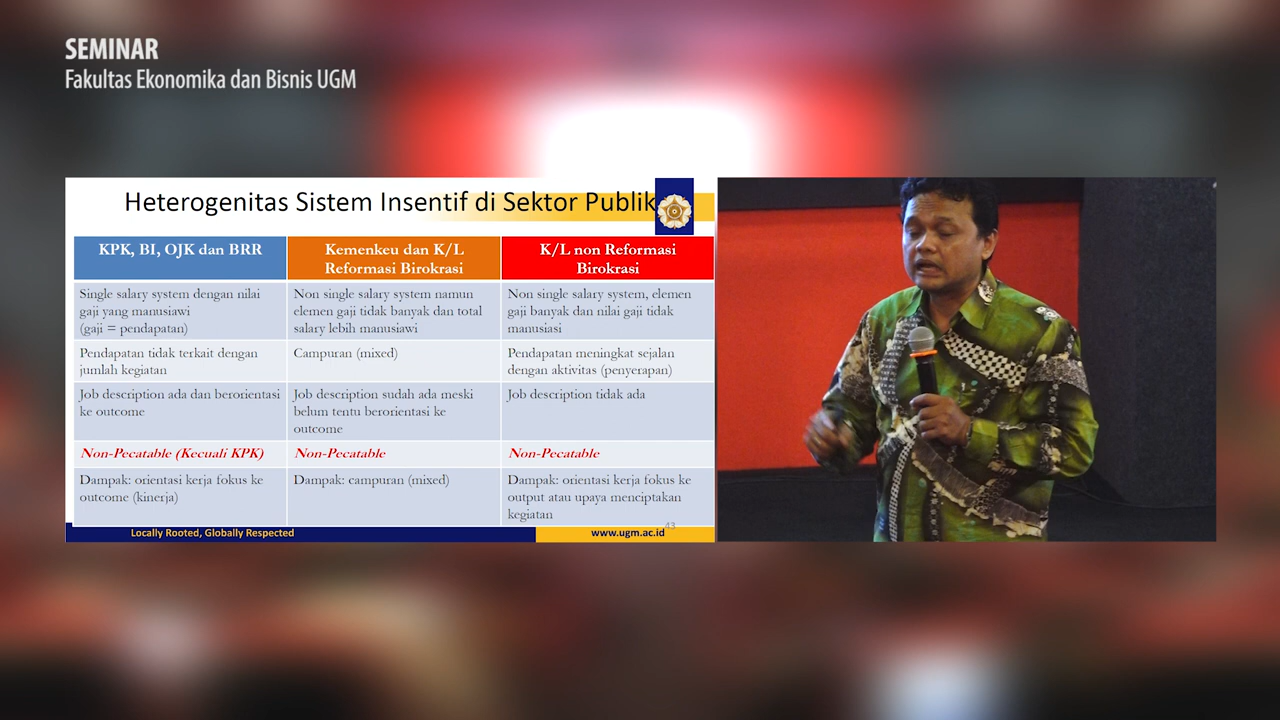 SEMINAR
Fakultas Ekonomika dan Bisnis UGM
Heterogenitas Sistem Insentif di Sektor Publik
KPK, BI, OJK dan BRR
Kemenkeu dan K/L
Reformasi Birokrasi
K/L non Reformasi
Birokrasi
Single salary system dengan nilai
gaji yang manusiawi
(gaji = pendapatan)
Non single salary system namun
elemen gaji tidak banyak dan total
salary lebih manusiawi
Non single salary system, elemen
gaji banyak dan nilai gaji tidak
manusiasi
Pendapatan tidak terkait dengan
jumlah kegiatan
Campuran (mixed)
Pendapatan meningkat sejalan
dengan aktivitas (penyerapan)
Job description ada dan berorientasi
ke outcome
Job description sudah ada meski
belum tentu berorientasi ke
outcome
Job description tidak ada
Non-Pecatable (Kecuali KPK)
Non-Pecatable
Non-Pecatable
Dampak: orientasi kerja fokus ke
outcome (kinerja)
Dampak: campuran (mixed)
Dampak: orientasi kerja fokus ke
output atau upaya menciptakan
kegiatan
43
Locally Rooted, Globally Respected
www.ugm.ac.id